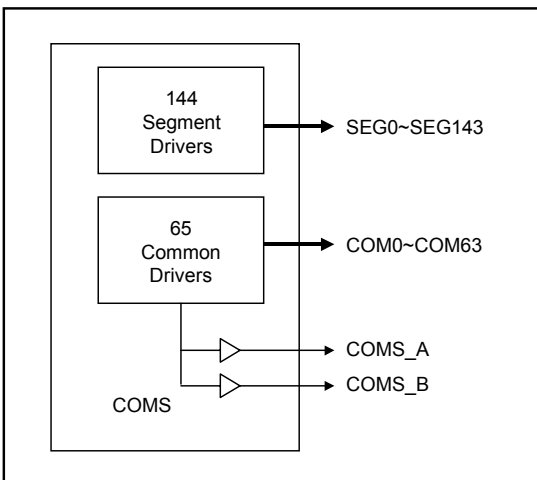 144
Segment
Drivers
SEG0~SEG143
65
Common
Drivers
COM0~COM63
COMS_A
COMS_B
COMS